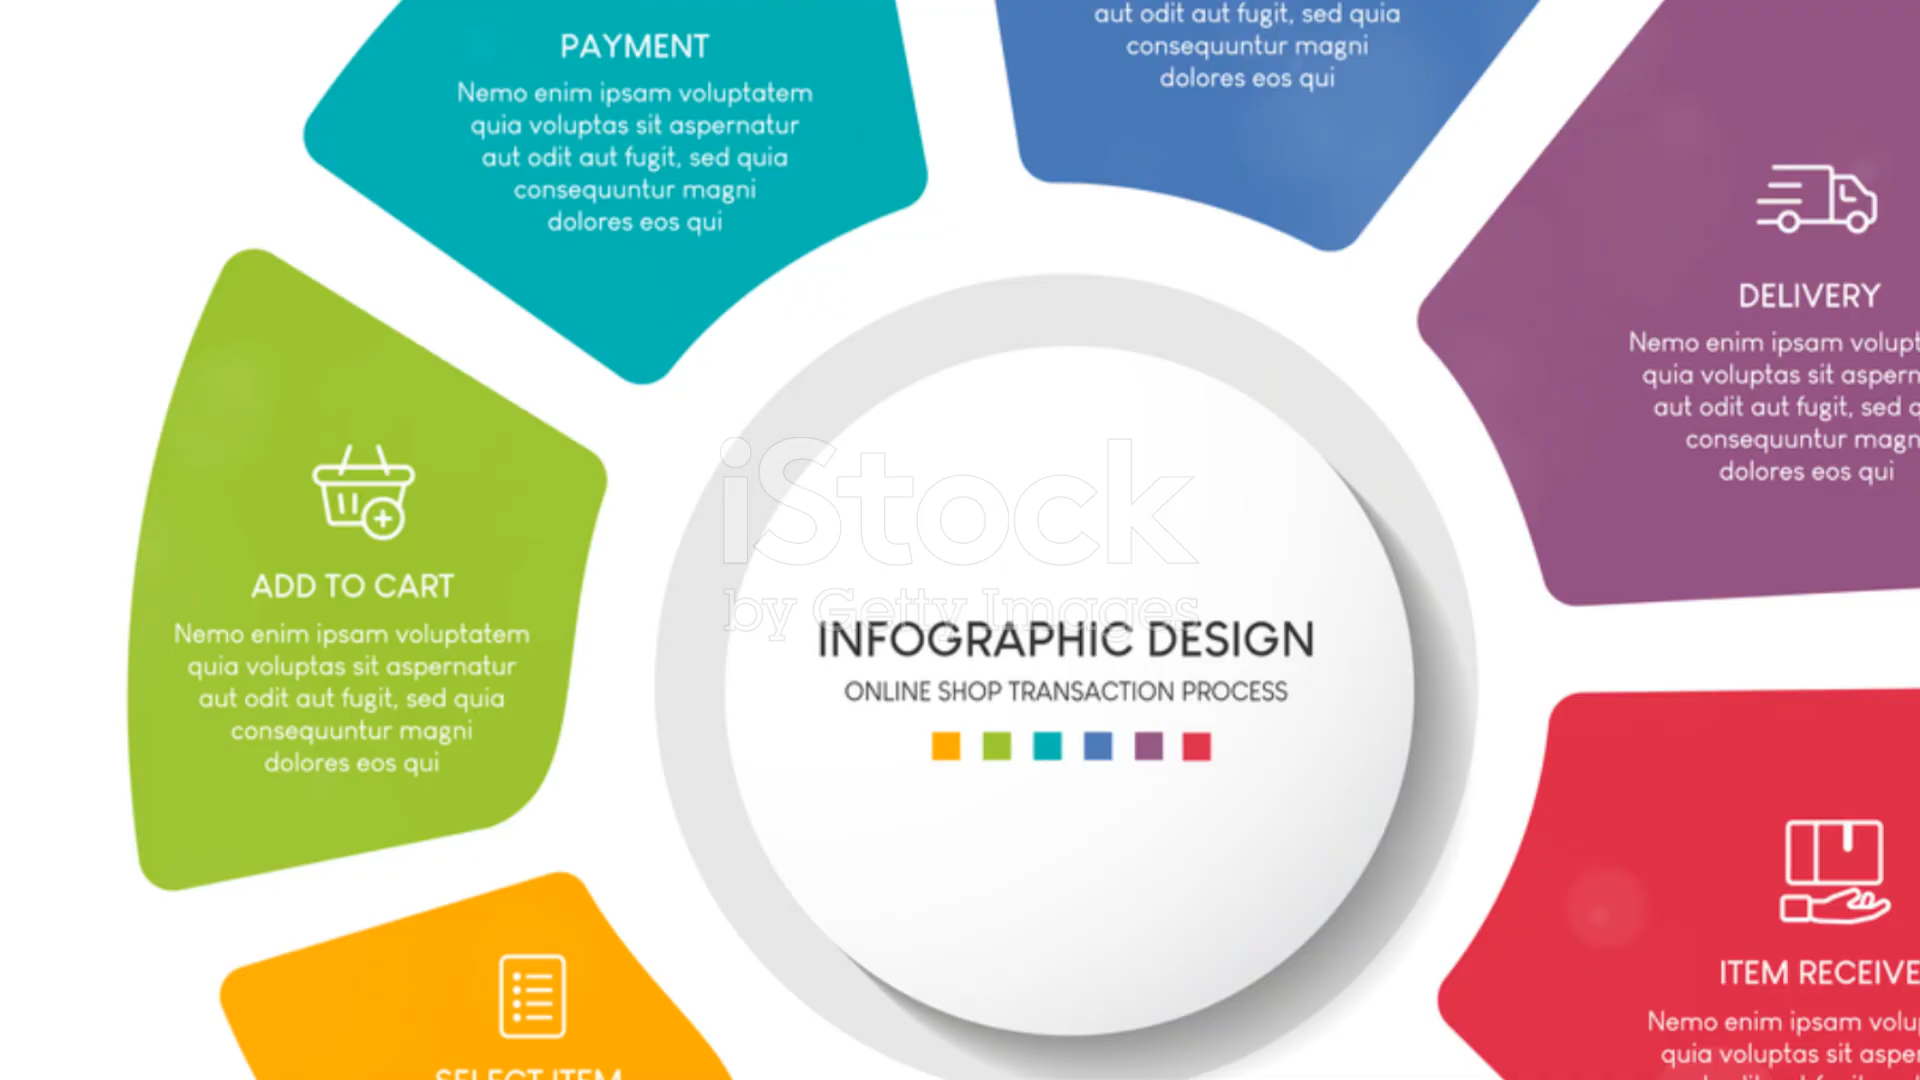 PAYMENT
Nemo enim ipsam voluptatem
quia voluptas sit aspernatur
aut odit aut fugit, sed quia
consequuntur magni
dolores eos qui
aut odit aut fugit, sed quia
consequuntur magni
dolores eos qui
DELIVERY
Nemo enim ipsam volupt
quia voluptas sit aspern
aut odit aut fugit, sed q
consequuntur magn
dolores eos qui
ADD TO CART
Nemo enim ipsam voluptatem
quia voluptas sit aspernatur
aut odit aut fugit, sed quia
consequuntur magni
dolores eos qui
iStock
by Getty Images
INFOGRAPHIC DESIGN
ONLINE SHOP TRANSACTION PROCESS
SELECT ITEM
ITEM RECEIVE
Nemo enim ipsam volup
quia voluptas sit asper